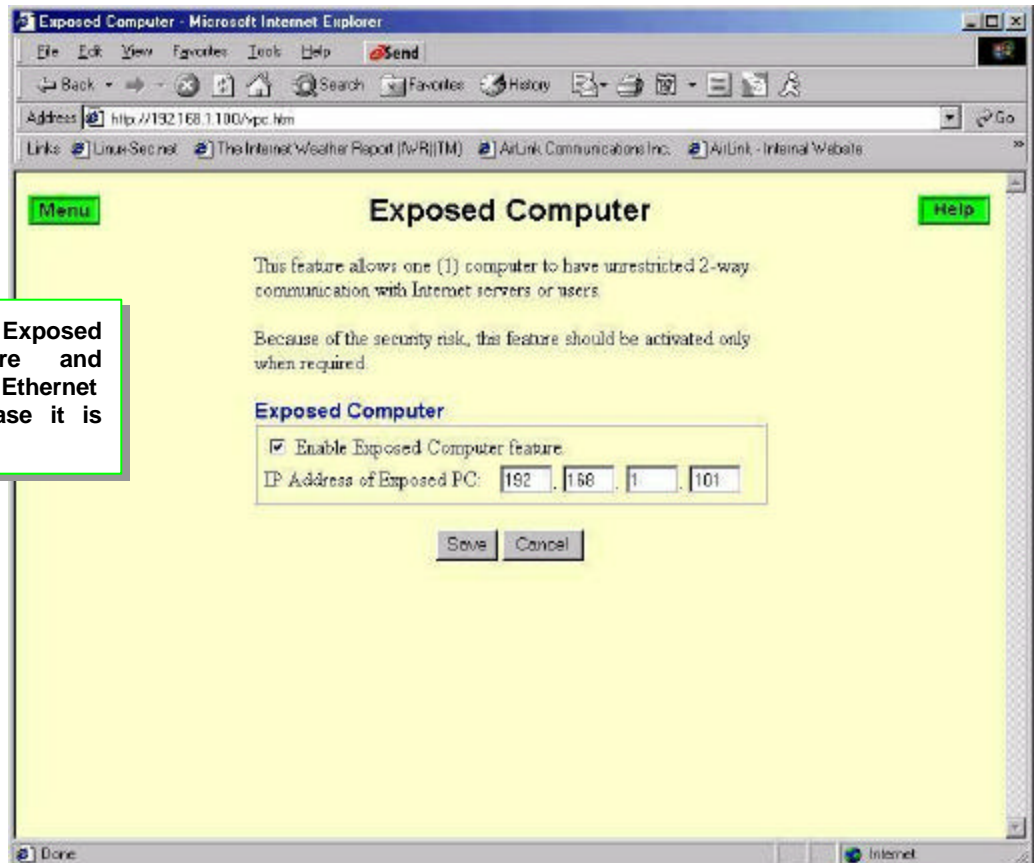 Exposed Computer - Microsoft Internet Explorer
File Edit View Favorites Tools Help Send
Back Search Favorites History
Address http://192.168.1.100/vpc.htm Go
Links Linux-Sec.net The Internet Weather Report (IWR)(TM) AirLink Communications Inc. AirLink - Internal Website
Menu
Exposed Computer
Help
This feature allows one (1) computer to have unrestricted 2-way
communication with Internet servers or users.
Because of the security risk, this feature should be activated only
when required.
Exposed
re and
Ethernet
ase it is
Exposed Computer
Enable Exposed Computer feature.
IP Address of Exposed PC: 192 . 168 . 1 . 101
Save Cancel
Done Internet